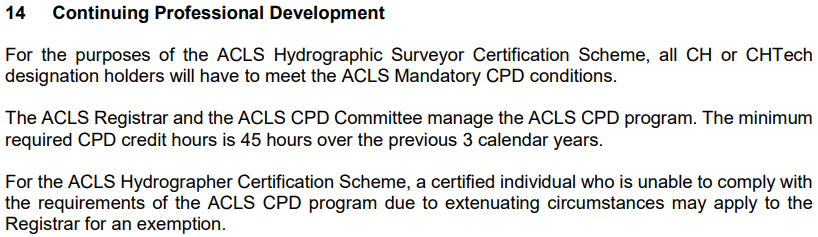 14 Continuing Professional Development
For the purposes of the ACLS Hydrographic Surveyor Certification Scheme, all CH or CHTech
designation holders will have to meet the ACLS Mandatory CPD conditions.
The ACLS Registrar and the ACLS CPD Committee manage the ACLS CPD program. The minimum
required CPD credit hours is 45 hours over the previous 3 calendar years.
For the ACLS Hydrographer Certification Scheme, a certified individual who is unable to comply with
the requirements of the ACLS CPD program due to extenuating circumstances may apply to the
Registrar for an exemption.